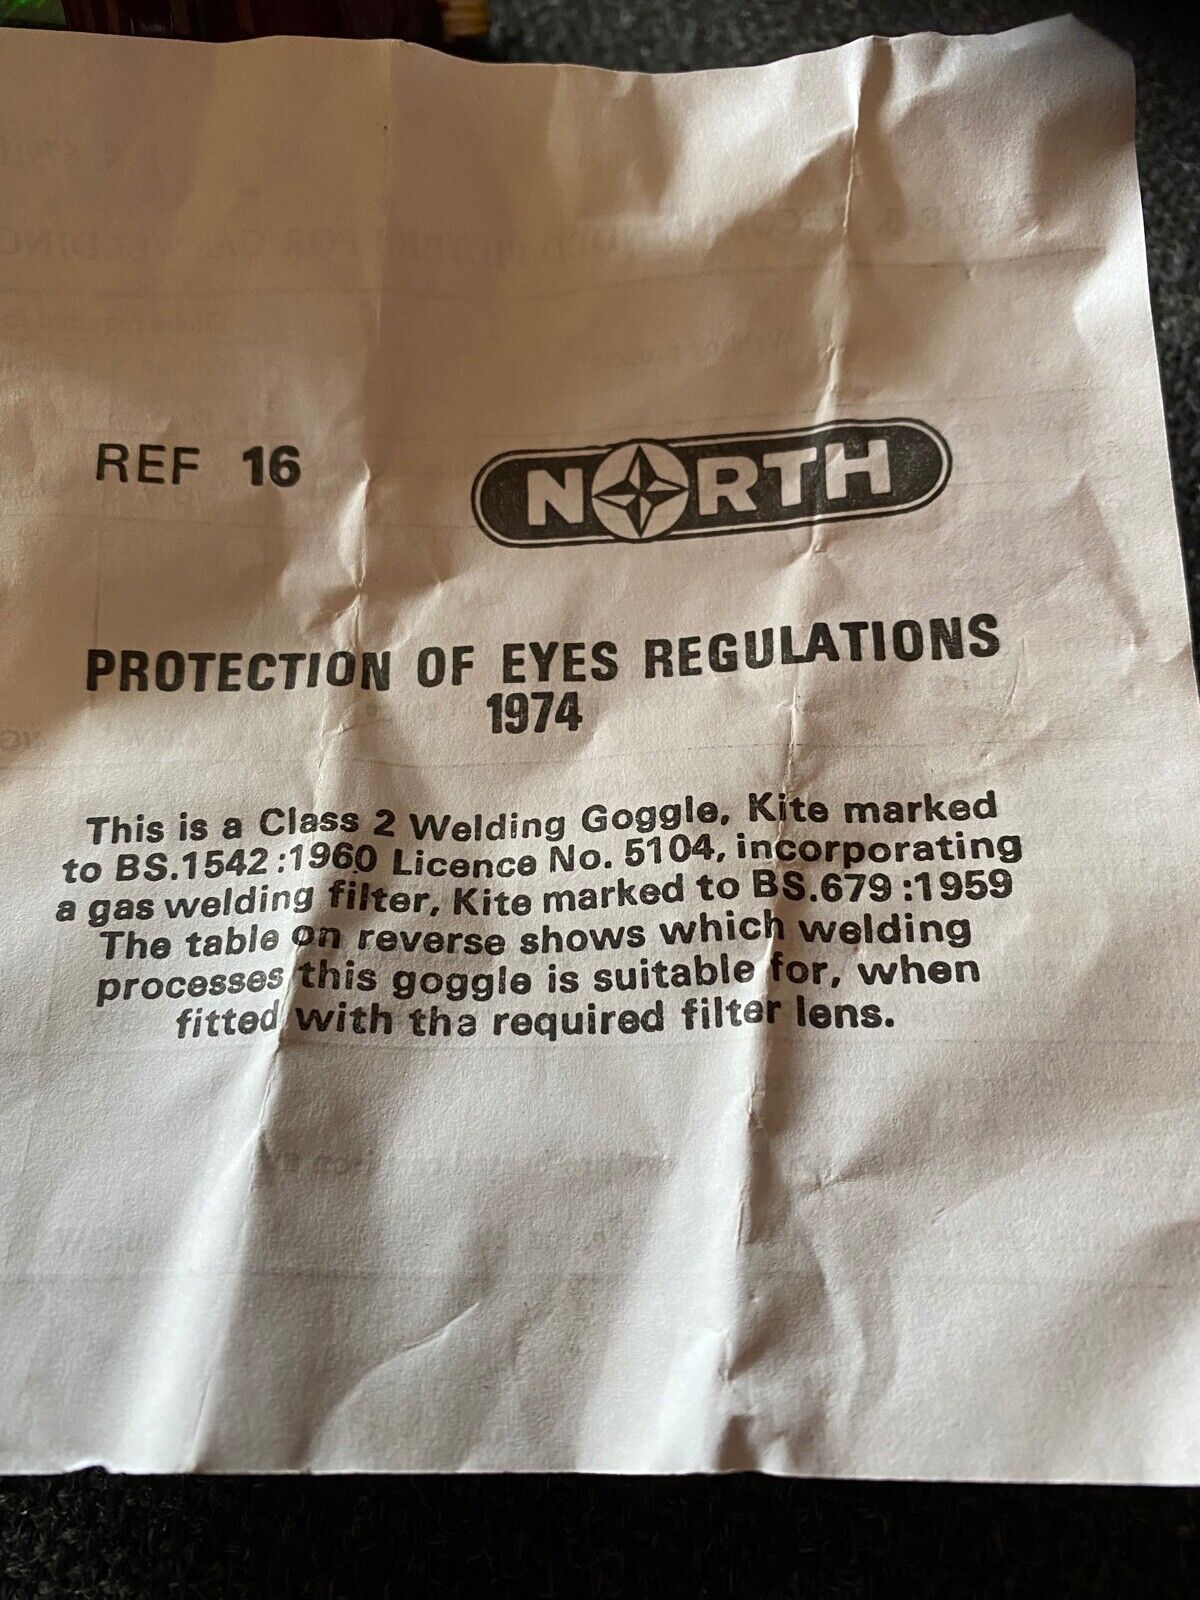 REF 16
NORTH
PROTECTION OF EYES REGULATIONS
1974
This is a Class 2 Welding Goggle, Kite marked
to BS.1542:1960 Licence No. 5104, incorporating
a gas welding filter, Kite marked to BS.679:1959
The table on reverse shows which welding
processes this goggle is suitable for, when
fitted with tha required filter lens.